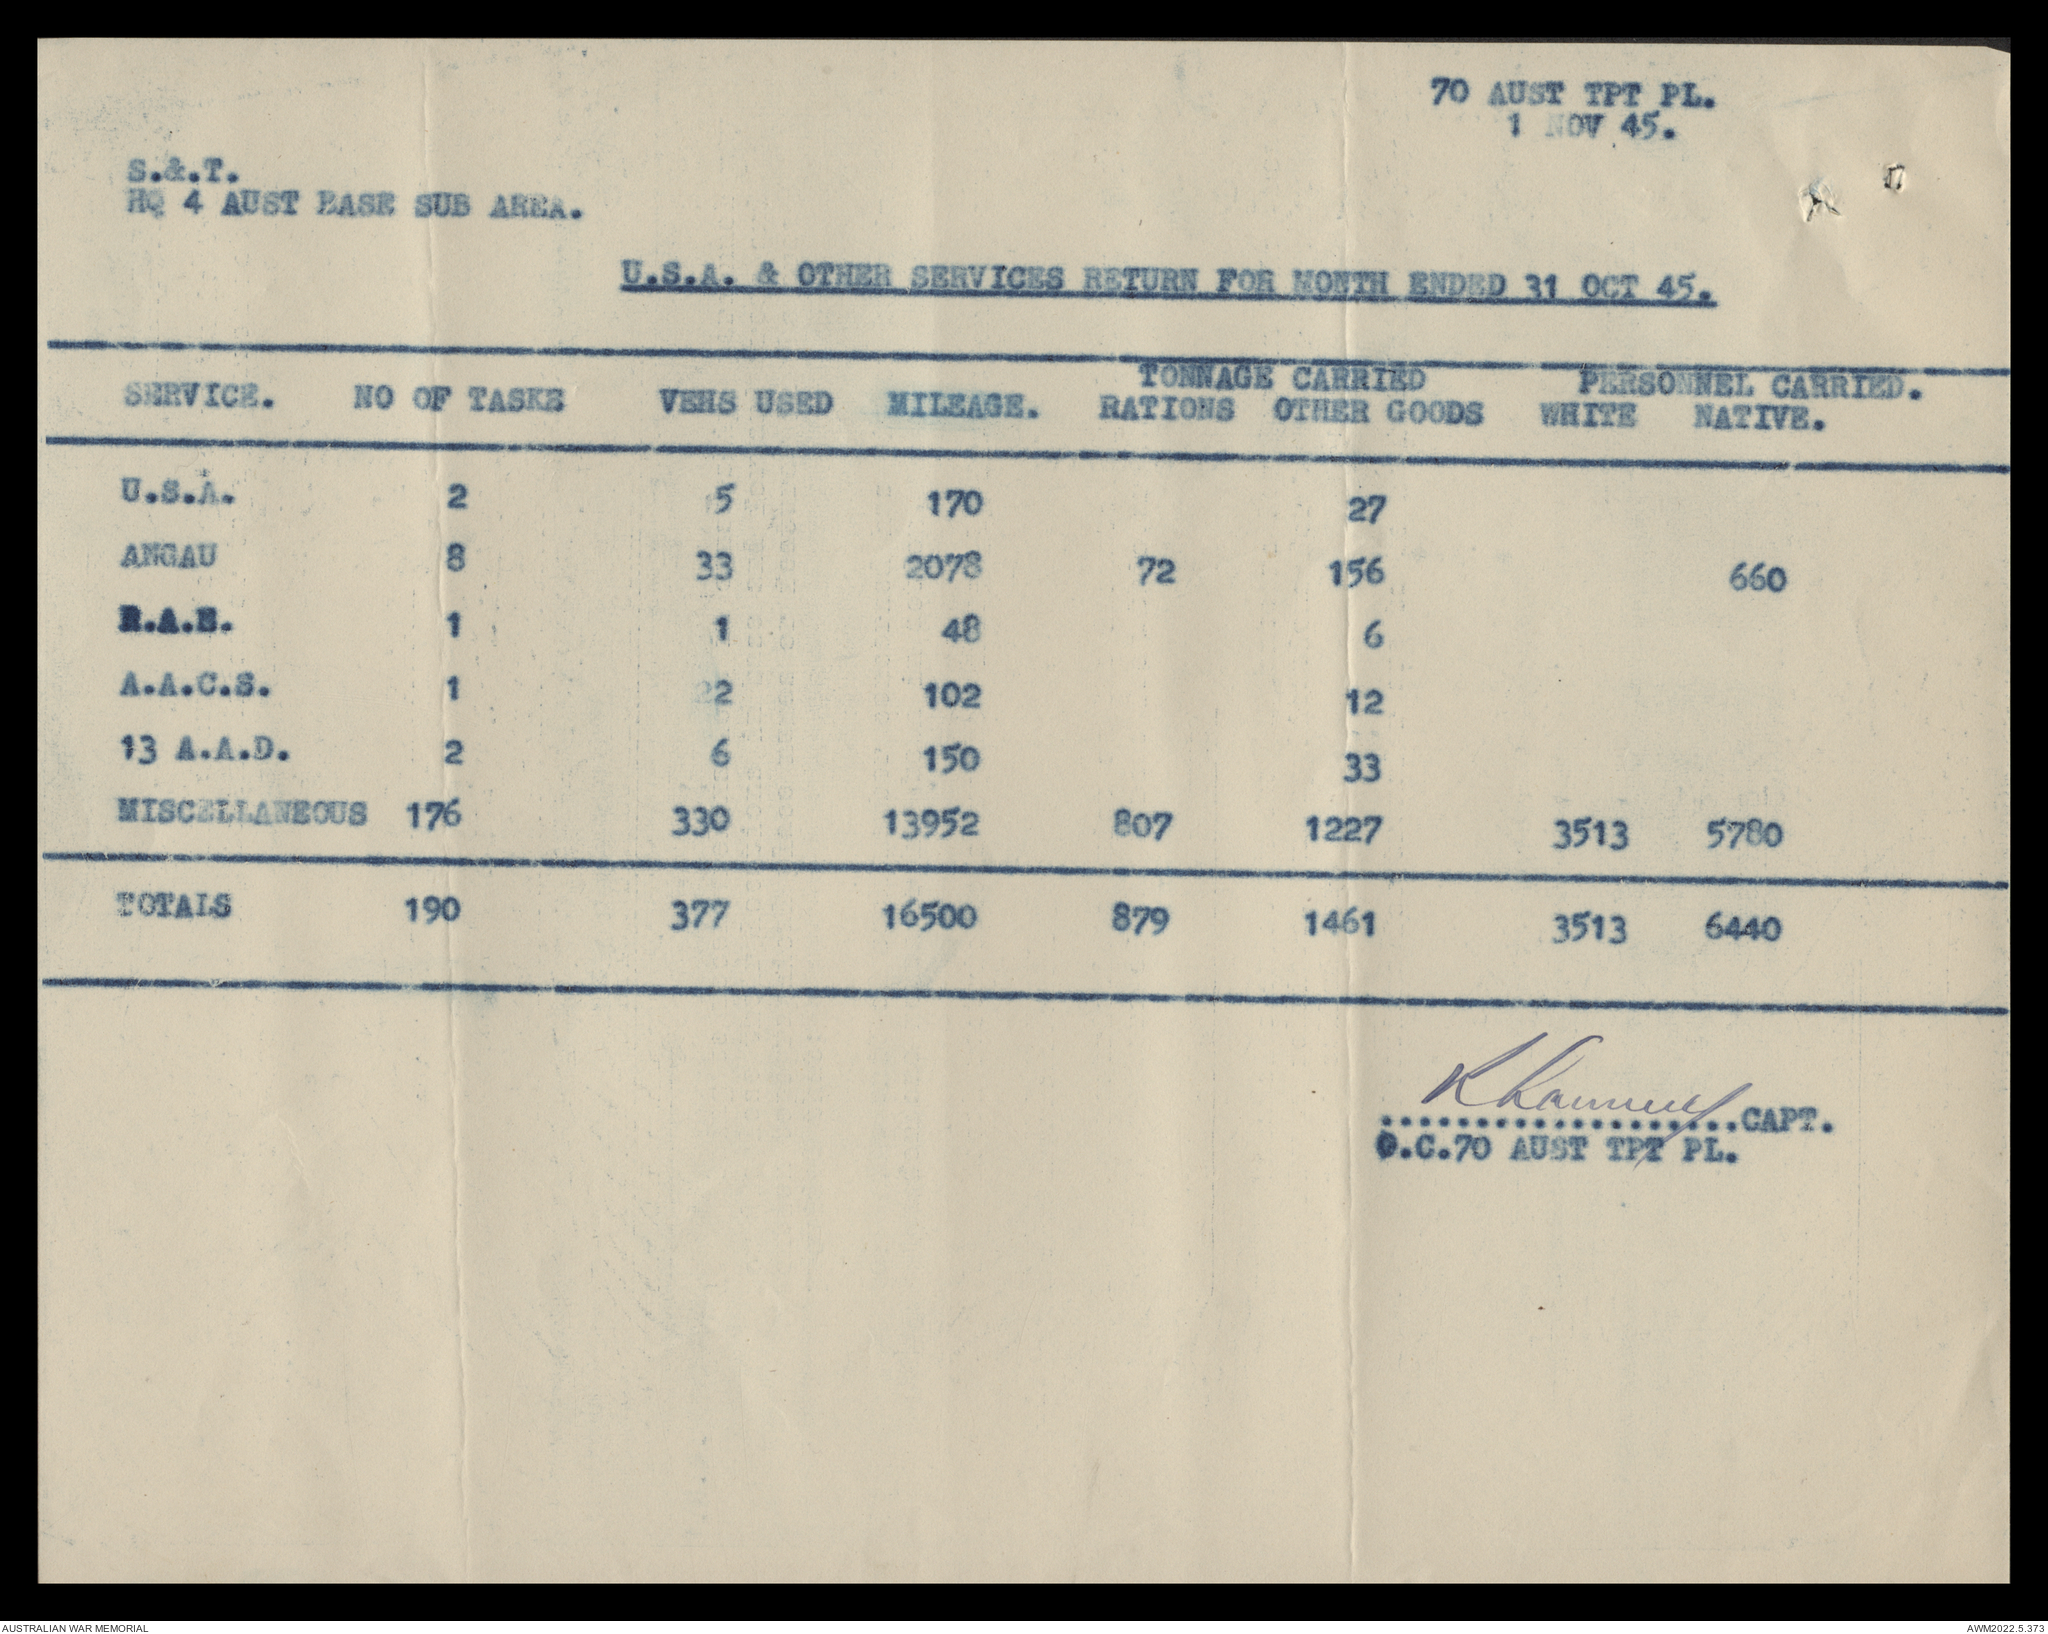 70 AUST TPT PL.
1 NOV 45.
S.&.T.
HQ 4 AUST BASE SUB AREA.
U.S.A. & OTHER SERVICES RETURN FOR MONTH ENDED 31 OCT 45.
TONNAGE CARRIED PERSONNEL CARRIED.
SERVICE. NO OF TASKS VEHS USED MILEAGE. RATIONS OTHER GOODS WHITE NATIVE.
U.S.A. 2 5 170 27
ANGAU 8 33 2078 72 156 660
R.A.E. 1 1 48 6
A.A.C.S. 1 2 102 12
13 A.A.D. 2 6 150 33
MISCELLANEOUS 176 330 13952 807 1227 3513 5780
TOTALS 190 377 16500 879 1461 3513 6440
...................CAPT.
O.C.70 AUST TPT PL.
AUSTRALIAN WAR MEMORIAL
AWM2022.5.373